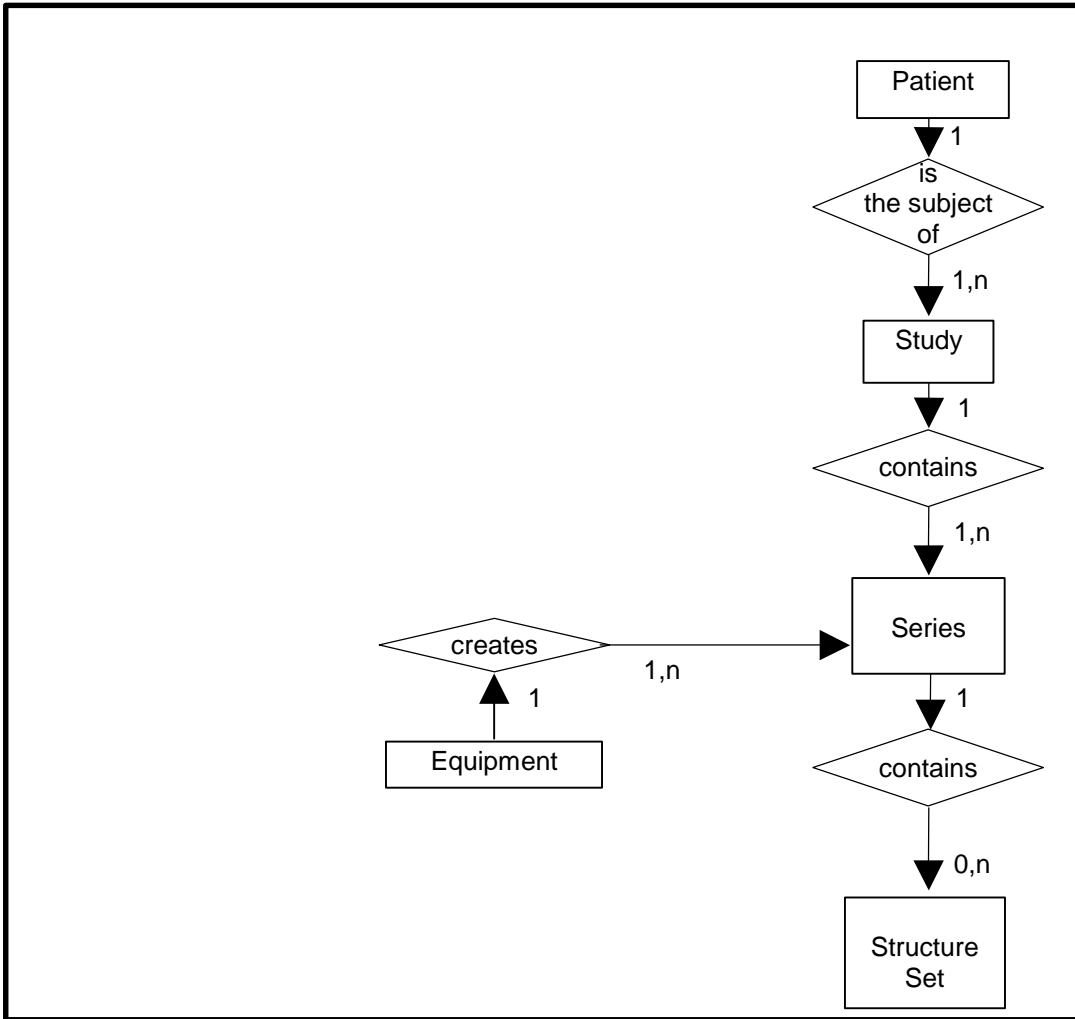 Patient
1
is
the subject
of
1,n
Study
1
contains
1,n
Series
creates
1,n
1
1
Equipment
contains
0,n
Structure
Set